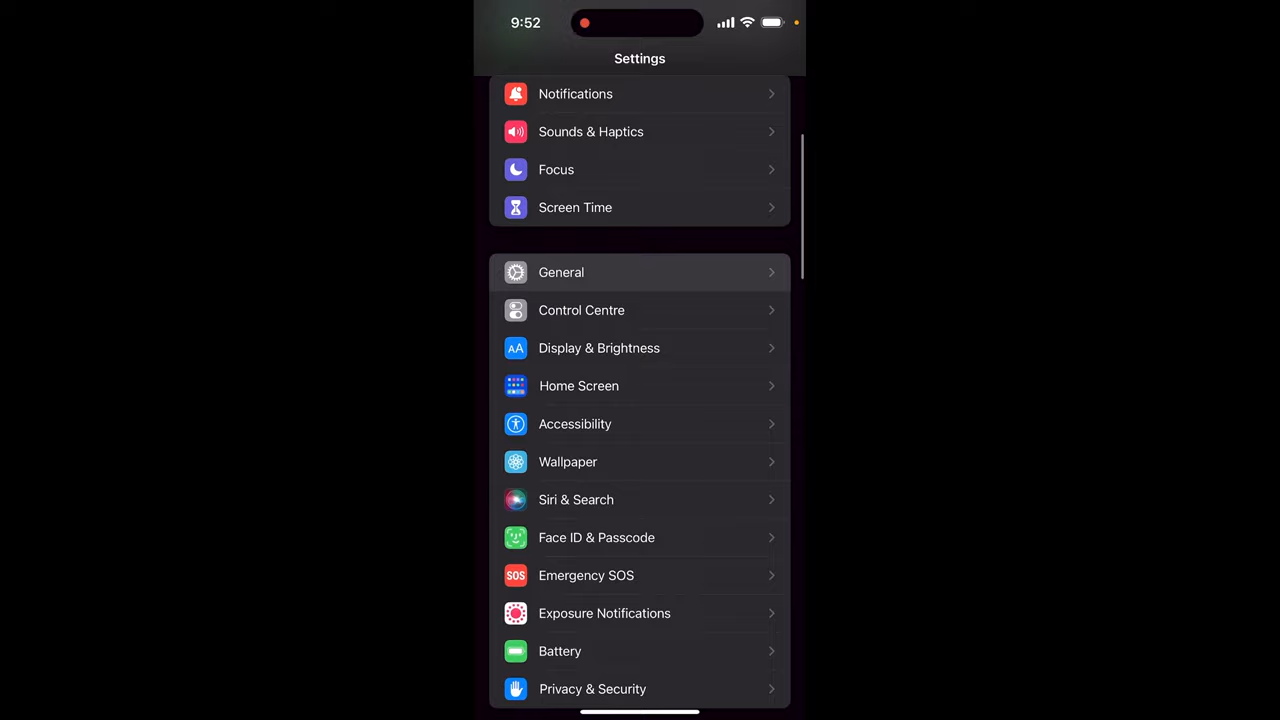 9:52
Settings
Notifications
Sounds & Haptics
Focus
Screen Time
General
Control Centre
AA Display & Brightness
Home Screen
Accessibility
Wallpaper
Siri & Search
Face ID & Passcode
SOS Emergency SOS
Exposure Notifications
Battery
Privacy & Security